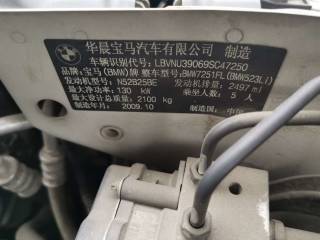 华晨宝马汽车有限公司 制造
车辆识别代号: LBVNU39069SC47250
品牌: 宝马(BMW)牌 整车型号: BMW7251FL(BMW523Li)
发动机型号: N52B25BE 发动机排量: 2497 ml
最大净功率: 130 kW 乘坐人数: 5 人
最大设计总质量: 2100 kg
制造年月: 2009.10